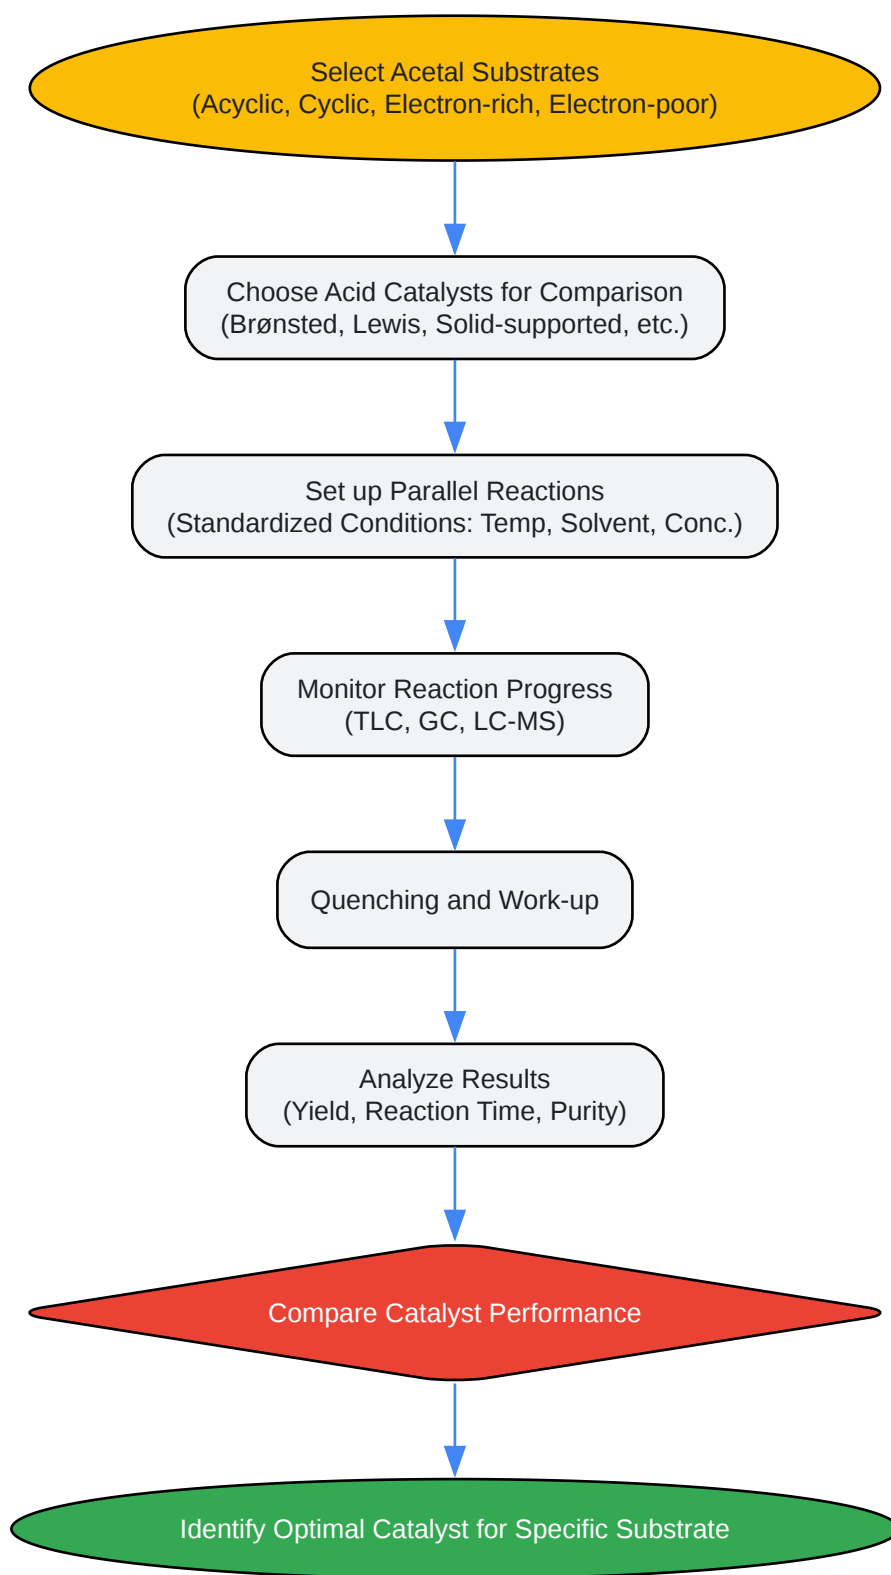 Select Acetal Substrates
(Acyclic, Cyclic, Electron-rich, Electron-poor)
Choose Acid Catalysts for Comparison
(Brønsted, Lewis, Solid-supported, etc.)
Set up Parallel Reactions
(Standardized Conditions: Temp, Solvent, Conc.)
Monitor Reaction Progress
(TLC, GC, LC-MS)
Quenching and Work-up
Analyze Results
(Yield, Reaction Time, Purity)
Compare Catalyst Performance
Identify Optimal Catalyst for Specific Substrate